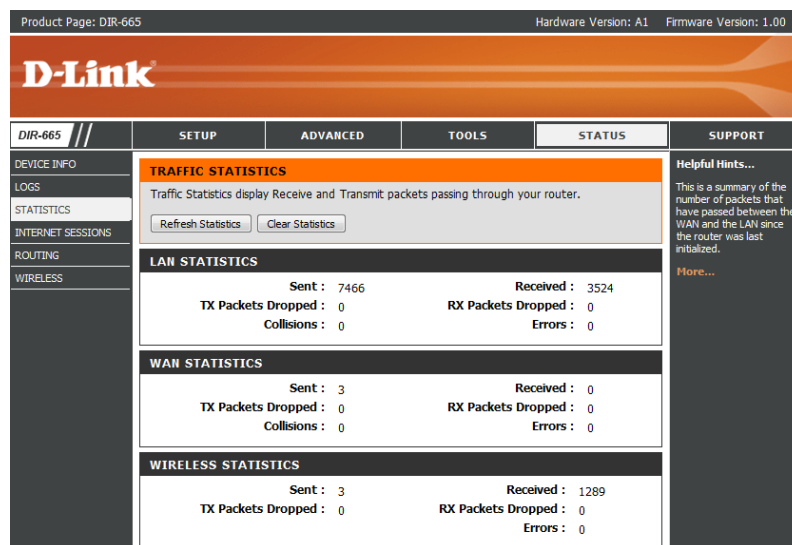 Product Page: DIR-665 Hardware Version: A1 Firmware Version: 1.00
D-Link
DIR-665 SETUP ADVANCED TOOLS STATUS SUPPORT
DEVICE INFO
LOGS
STATISTICS
INTERNET SESSIONS
ROUTING
WIRELESS
TRAFFIC STATISTICS
Traffic Statistics display Receive and Transmit packets passing through your router.
Refresh Statistics Clear Statistics
LAN STATISTICS
Sent : 7466 Received : 3524
TX Packets Dropped : 0 RX Packets Dropped : 0
Collisions : 0 Errors : 0
WAN STATISTICS
Sent : 3 Received : 0
TX Packets Dropped : 0 RX Packets Dropped : 0
Collisions : 0 Errors : 0
WIRELESS STATISTICS
Sent : 3 Received : 1289
TX Packets Dropped : 0 RX Packets Dropped : 0
Errors : 0
Helpful Hints...
This is a summary of the
number of packets that
have passed between the
WAN and the LAN since
the router was last
initialized.
More...